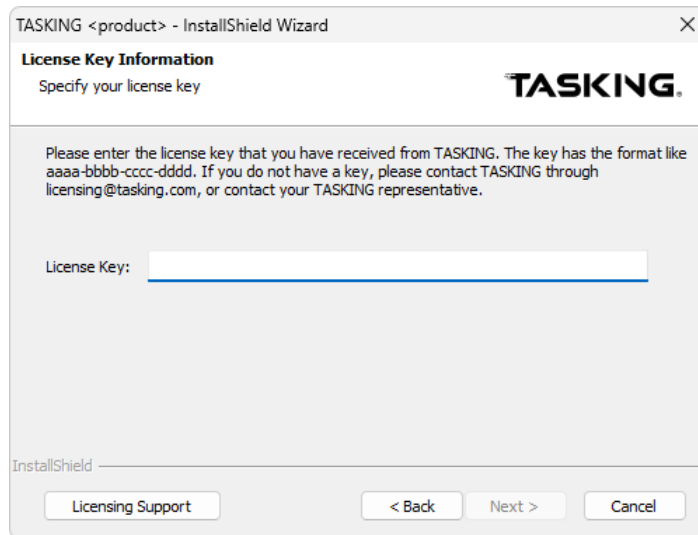 TASKING <product> - InstallShield Wizard
License Key Information
Specify your license key
TASKING.
Please enter the license key that you have received from TASKING. The key has the format like
aaaa-bbbb-cccc-dddd. If you do not have a key, please contact TASKING through
licensing@tasking.com, or contact your TASKING representative.
License Key:
InstallShield
Licensing Support
< Back
Next >
Cancel